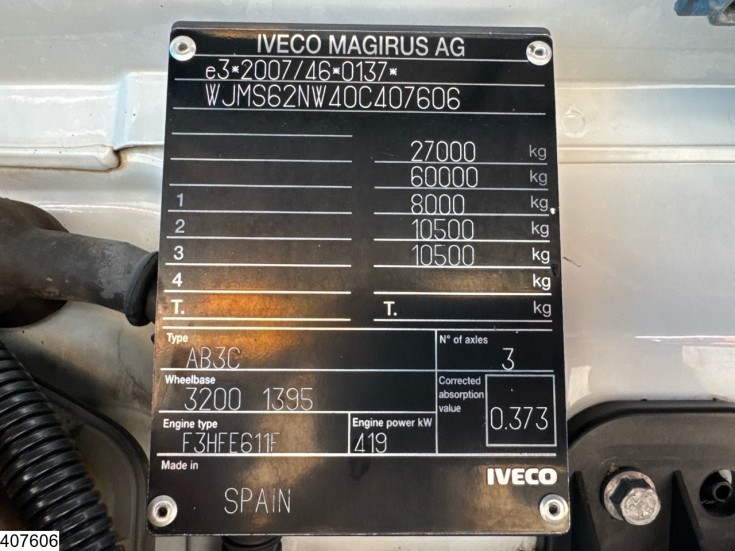 IVECO MAGIRUS AG
e3*2007/46*0137*
WJMS62NW40C407606
27000 kg
60000 kg
1 8000 kg
2 10500 kg
3 10500 kg
4 kg
T. T. kg
Type AB3C
N° of axles 3
Wheelbase 3200 1395
Corrected absorption value 0.373
Engine type F3HFE611F
Engine power kW 419
Made in SPAIN
IVECO
407606